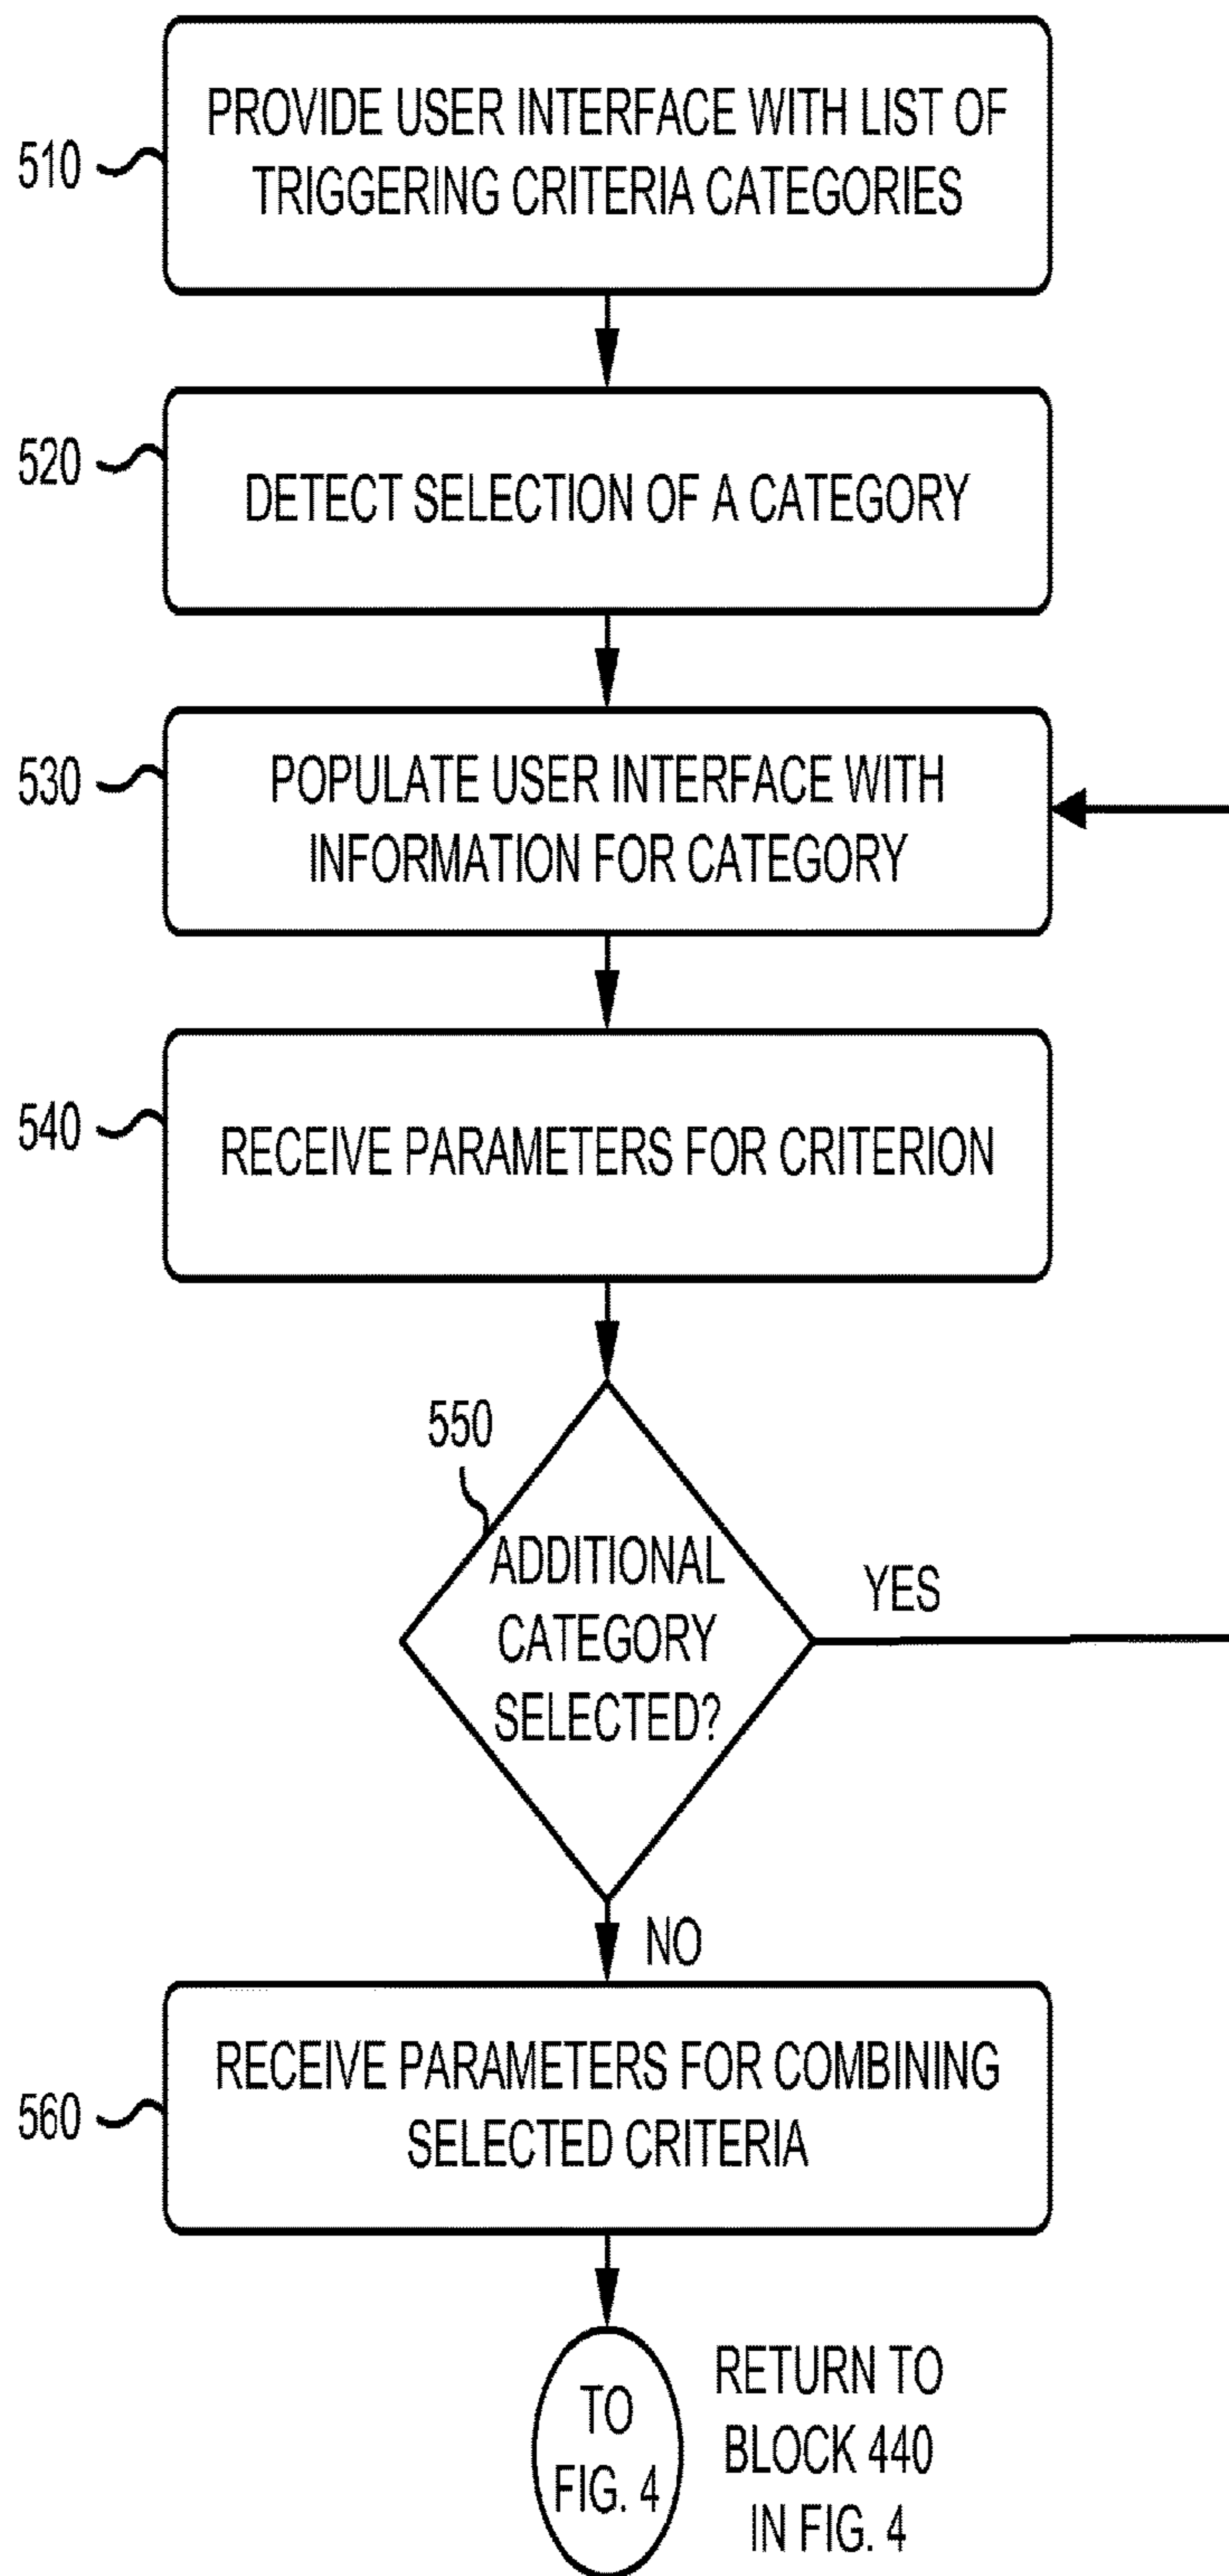 510
PROVIDE USER INTERFACE WITH LIST OF
TRIGGERING CRITERIA CATEGORIES
520
DETECT SELECTION OF A CATEGORY
530
POPULATE USER INTERFACE WITH
INFORMATION FOR CATEGORY
540
RECEIVE PARAMETERS FOR CRITERION
550
ADDITIONAL
CATEGORY
SELECTED?
YES
NO
560
RECEIVE PARAMETERS FOR COMBINING
SELECTED CRITERIA
TO
FIG. 4
RETURN TO
BLOCK 440
IN FIG. 4